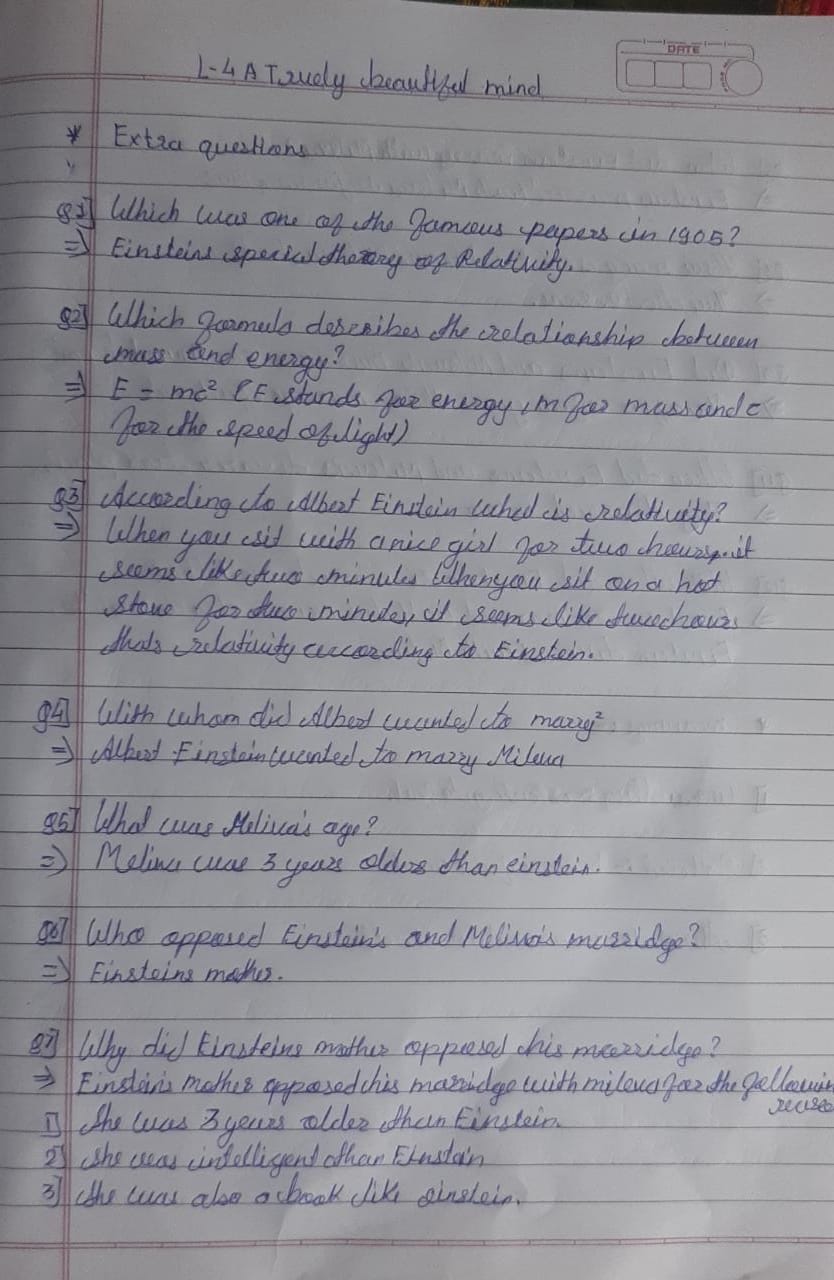 DATE
L-4 A Truely beautiful mind
* Extra questions
Q1] Which was one of the famous papers in 1905?
⇒ Einsteins special theory of Relativity.
Q2] Which formula describes the relationship between
mass and energy?
⇒ E = mc² (E stands for energy, m for mass and c
for the speed of light)
Q3] According to Albert Einstein whed is relativity?
⇒ When you sit with a nice girl for two hours, it
seems like two minutes When you sit on a hot
stove for two minutes, it seems like two hours
thats relativity according to Einstein.
Q4] With whom did Albert wanted to marry?
⇒ Albert Einstein wanted to marry Mileva
Q5] What was Meliva's age?
⇒ Meliva was 3 years olders than einstein.
Q6] Who opposed Einstein's and Meliva's marridge?
⇒ Einsteins mother.
Q7] Why did Einsteins mother opposed his marridge?
⇒ Einstein's mother opposed his marridge with mileva for the following
1] She was 3 years older than Einstein.
2] She was intelligent than Einstain
3] She was also a book like einstein.